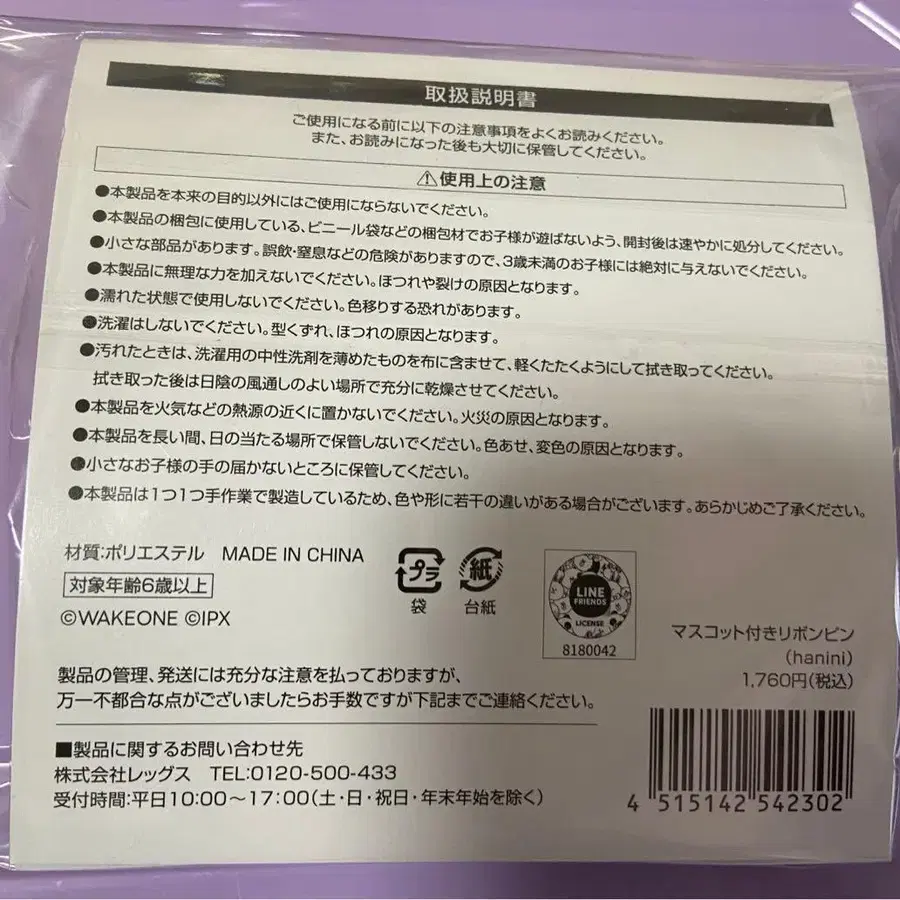 取扱説明書
ご使用になる前に以下の注意事項をよくお読みください。
また、お読みになった後も大切に保管してください。
⚠使用上の注意
●本製品を本来の目的以外にはご使用にならないでください。
●本製品の梱包に使用している、ビニール袋などの梱包材でお子様が遊ばないよう、開封後は速やかに処分してください。
●小さな部品があります。誤飲・窒息などの危険がありますので、3歳未満のお子様には絶対に与えないでください。
●本製品に無理な力を加えないでください。ほつれや裂けの原因となります。
●濡れた状態で使用しないでください。色移りする恐れがあります。
●洗濯はしないでください。型くずれ、ほつれの原因となります。
●汚れたときは、洗濯用の中性洗剤を薄めたものを布に含ませて、軽くたたくようにして拭き取ってください。
拭き取った後は日陰の風通しのよい場所で充分に乾燥させてください。
●本製品を火気などの熱源の近くに置かないでください。火災の原因となります。
●本製品を長い間、日の当たる場所で保管しないでください。色あせ、変色の原因となります。
●小さなお子様の手の届かないところに保管してください。
●本製品は1つ1つ手作業で製造しているため、色や形に若干の違いがある場合がございます。あらかじめご了承ください。
材質:ポリエステル MADE IN CHINA
対象年齢6歳以上
©WAKEONE ©IPX
プラ
袋
紙
台紙
LINE
FRIENDS
LICENSE
8180042
マスコット付きリボンピン
(hanini)
1,760円(税込)
製品の管理、発送には充分な注意を払っておりますが、
万一不都合な点がございましたらお手数ですが下記までご連絡ください。
■製品に関するお問い合わせ先
株式会社レッグス TEL:0120-500-433
受付時間:平日10:00～17:00(土・日・祝日・年末年始を除く)
4 515142 542302